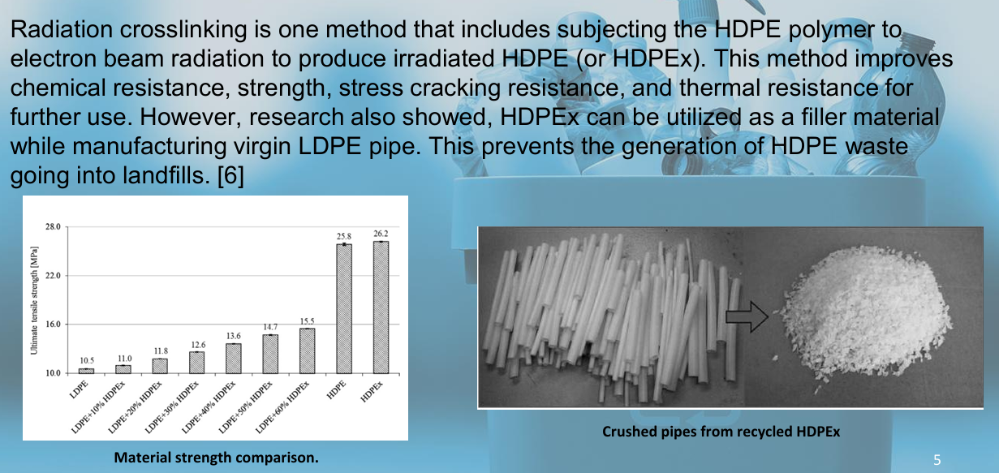 Radiation crosslinking is one method that includes subjecting the HDPE polymer to
electron beam radiation to produce irradiated HDPE (or HDPEx). This method improves
chemical resistance, strength, stress cracking resistance, and thermal resistance for
further use. However, research also showed, HDPEx can be utilized as a filler material
while manufacturing virgin LDPE pipe. This prevents the generation of HDPE waste
going into landfills. [6]
Ultimate tensile strength [MPa]
28.0
22.0
16.0
10.0
10.5
11.0
11.8
12.6
13.6
14.7
15.5
25.8
26.2
LDPE
LDPE+10% HDPEx
LDPE+20% HDPEx
LDPE+30% HDPEx
LDPE+40% HDPEx
LDPE+50% HDPEx
LDPE+60% HDPEx
HDPE
HDPEx
Material strength comparison.
Crushed pipes from recycled HDPEx
5